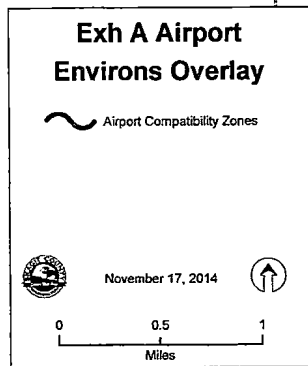 Exh A Airport
Environs Overlay
Airport Compatibility Zones
November 17, 2014
0 0.5 1
Miles